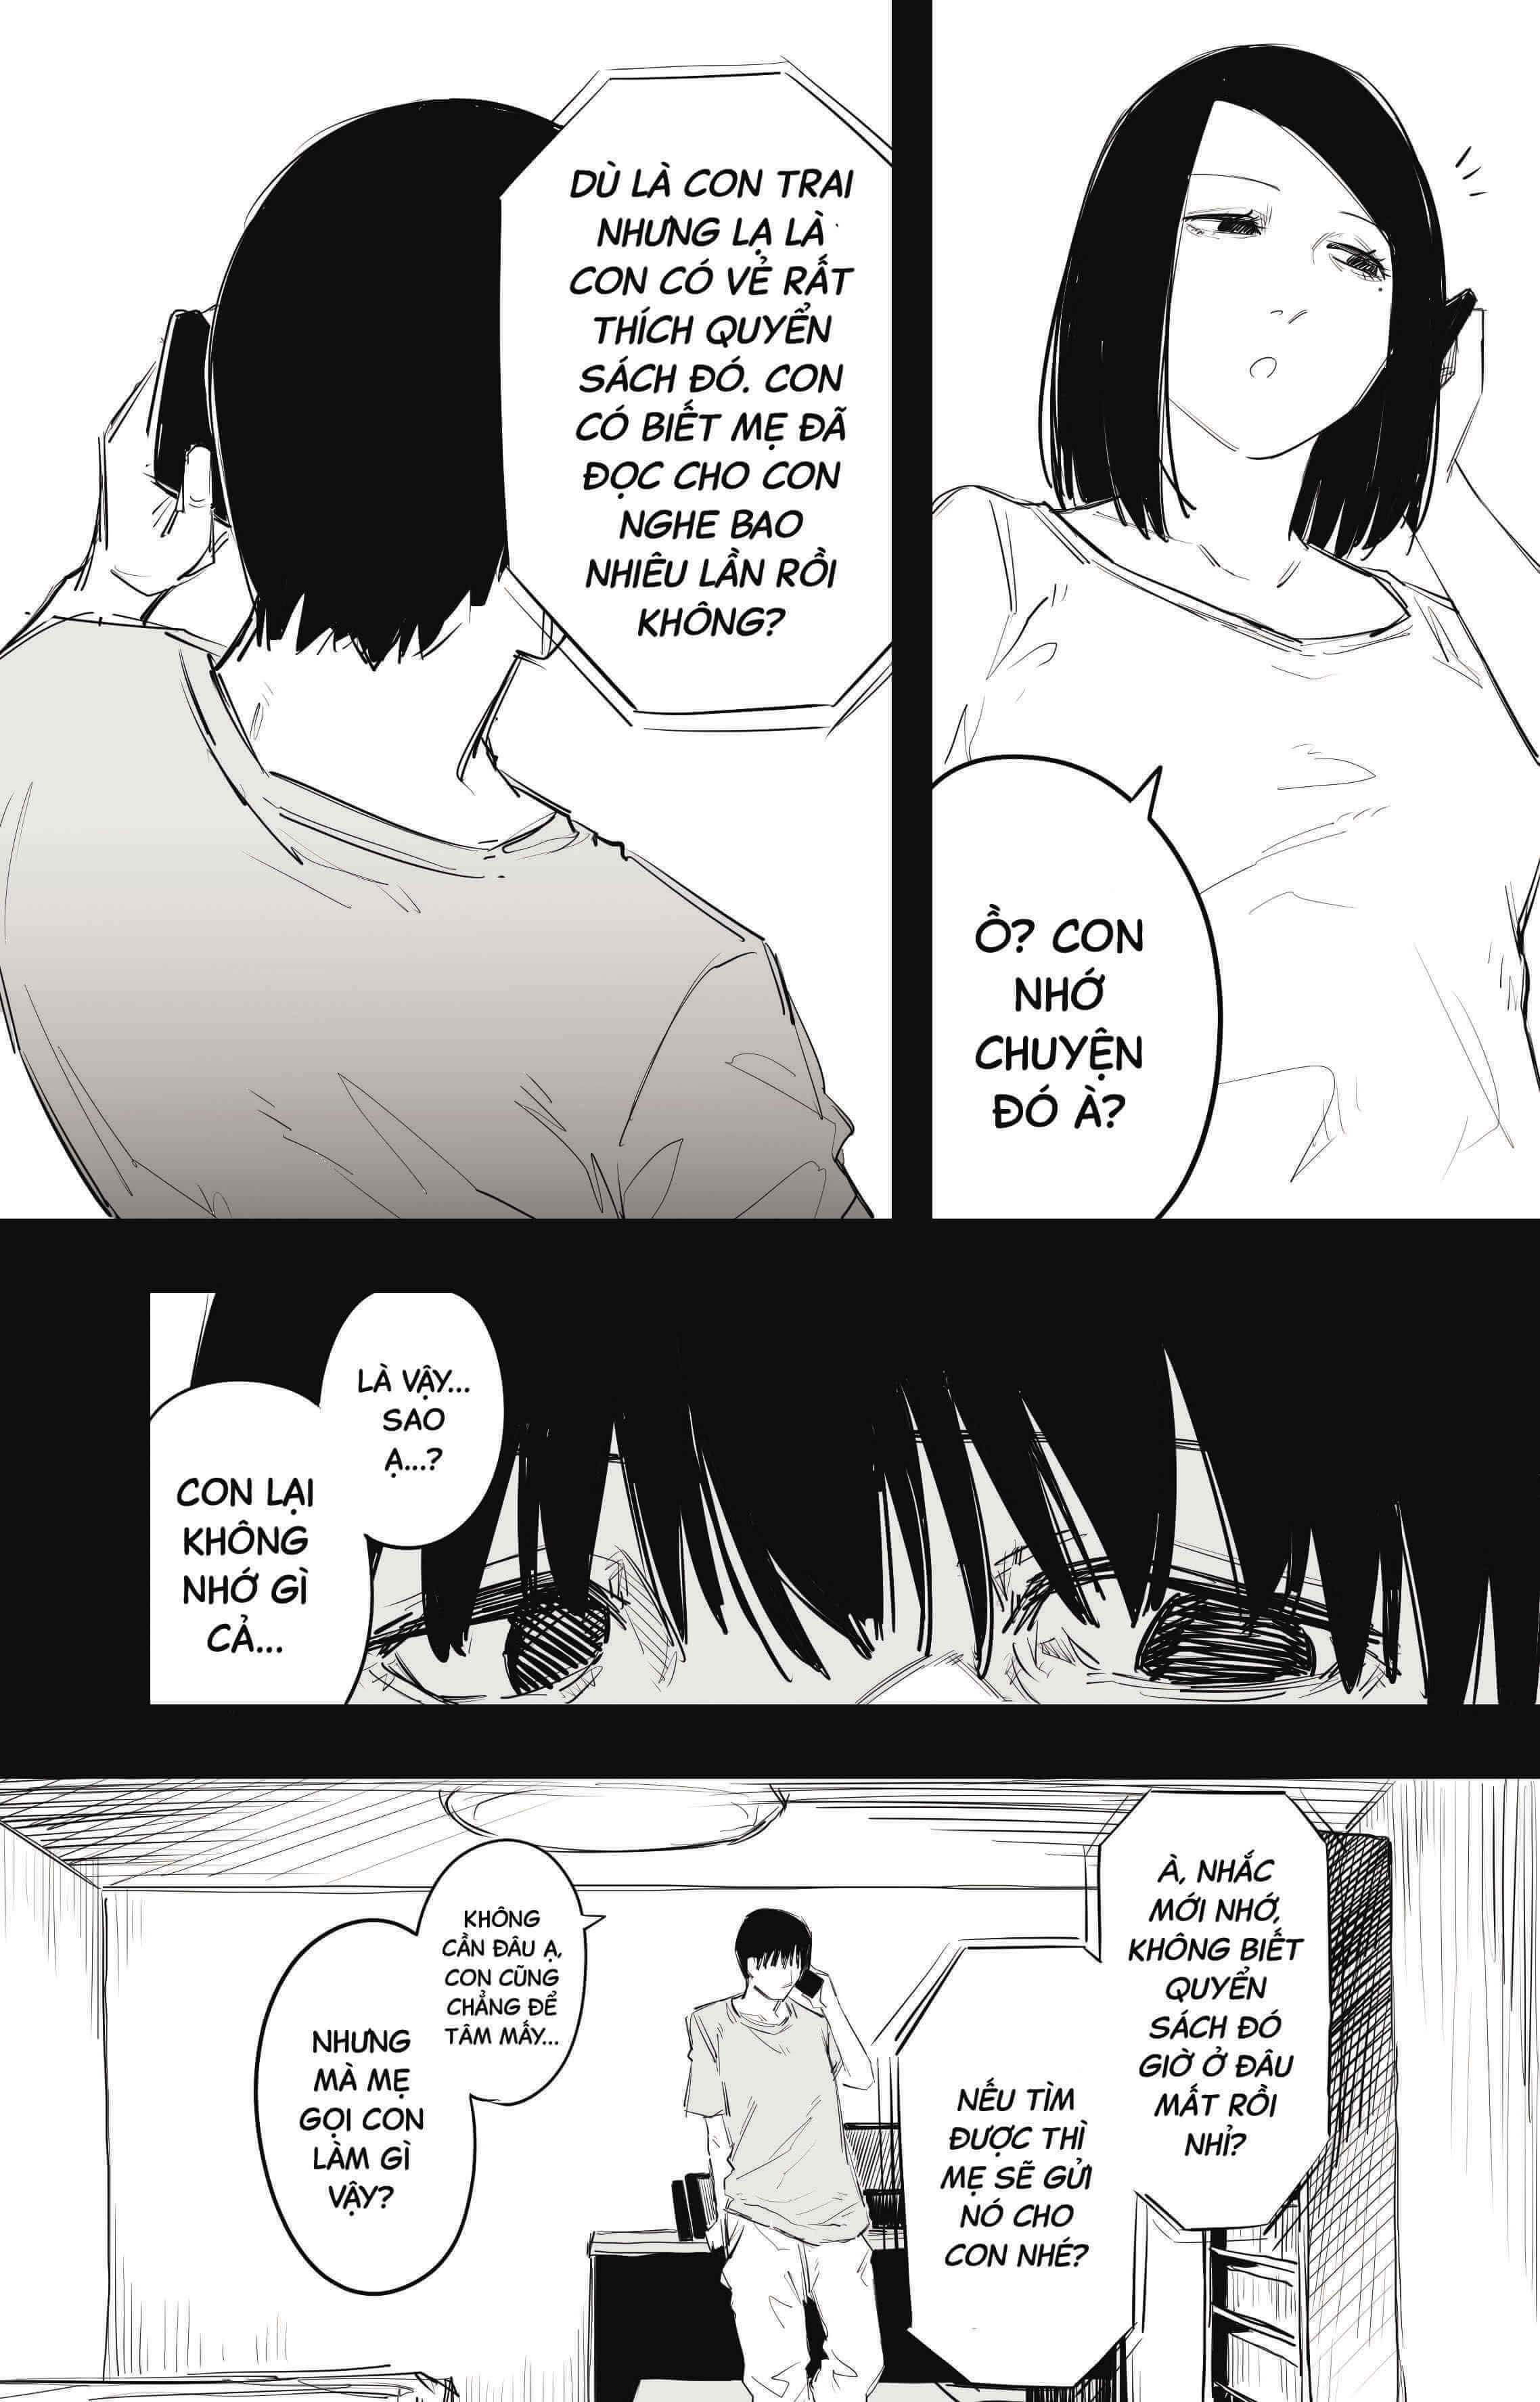 Ồ? CON
NHỚ
CHUYỆN
ĐÓ À?
DÙ LÀ CON TRAI
NHƯNG LẠ LÀ
CON CÓ VẺ RẤT
THÍCH QUYỂN
SÁCH ĐÓ. CON
CÓ BIẾT MẸ ĐÃ
ĐỌC CHO CON
NGHE BAO
NHIÊU LẦN RỒI
KHÔNG?
LÀ VẬY...
SAO
Ạ...?
CON LẠI
KHÔNG
NHỚ GÌ
CẢ...
À, NHẮC
MỚI NHỚ,
KHÔNG BIẾT
QUYỂN
SÁCH ĐÓ
GIỜ Ở ĐÂU
MẤT RỒI
NHỈ?
NẾU TÌM
ĐƯỢC THÌ
MẸ SẼ GỬI
NÓ CHO
CON NHÉ?
KHÔNG
CẦN ĐÂU Ạ,
CON CŨNG
CHẲNG ĐỂ
TÂM MẤY...
NHƯNG
MÀ MẸ
GỌI CON
LÀM GÌ
VẬY?